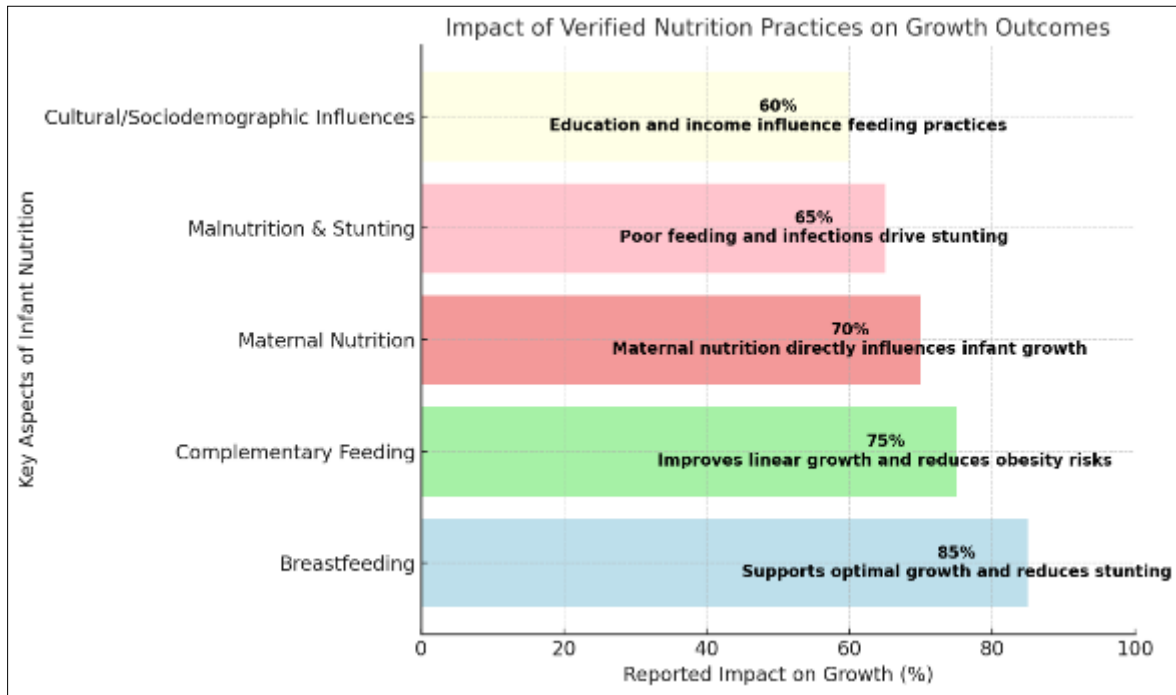 Impact of Verified Nutrition Practices on Growth Outcomes
Key Aspects of Infant Nutrition
Cultural/Sociodemographic Influences
60%
Education and income influence feeding practices
Malnutrition & Stunting
65%
Poor feeding and infections drive stunting
Maternal Nutrition
70%
Maternal nutrition directly influences infant growth
Complementary Feeding
75%
Improves linear growth and reduces obesity risks
Breastfeeding
85%
Supports optimal growth and reduces stunting
0 20 40 60 80 100
Reported Impact on Growth (%)